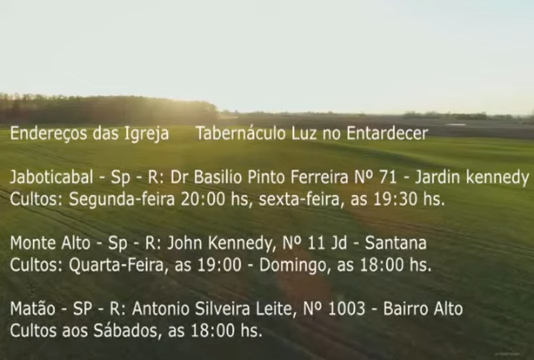 Endereços das Igreja Tabernáculo Luz no Entardecer
Jaboticabal - Sp - R: Dr Basilio Pinto Ferreira Nº 71 - Jardin kennedy
Cultos: Segunda-feira 20:00 hs, sexta-feira, as 19:30 hs.
Monte Alto - Sp - R: John Kennedy, Nº 11 Jd - Santana
Cultos: Quarta-Feira, as 19:00 - Domingo, as 18:00 hs.
Matão - SP - R: Antonio Silveira Leite, Nº 1003 - Bairro Alto
Cultos aos Sábados, as 18:00 hs.